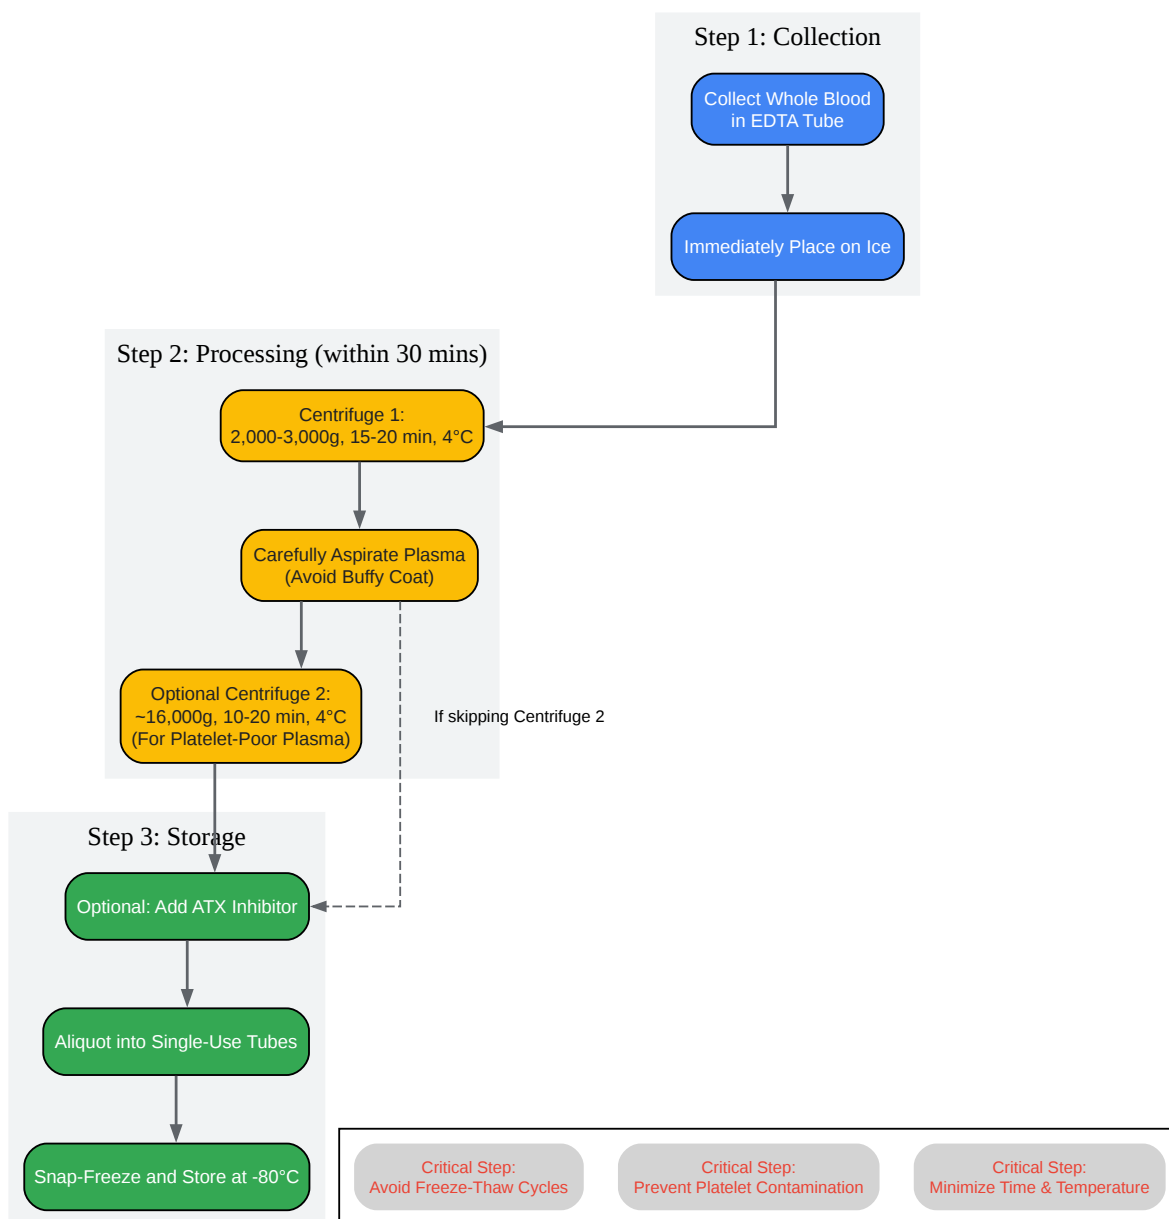 Step 1: Collection
Collect Whole Blood
in EDTA Tube
Immediately Place on Ice
Step 2: Processing (within 30 mins)
Centrifuge 1:
2,000-3,000g, 15-20 min, 4°C
Carefully Aspirate Plasma
(Avoid Buffy Coat)
Optional Centrifuge 2:
~16,000g, 10-20 min, 4°C
(For Platelet-Poor Plasma)
If skipping Centrifuge 2
Step 3: Storage
Optional: Add ATX Inhibitor
Aliquot into Single-Use Tubes
Snap-Freeze and Store at -80°C
Critical Step:
Avoid Freeze-Thaw Cycles
Critical Step:
Prevent Platelet Contamination
Critical Step:
Minimize Time & Temperature